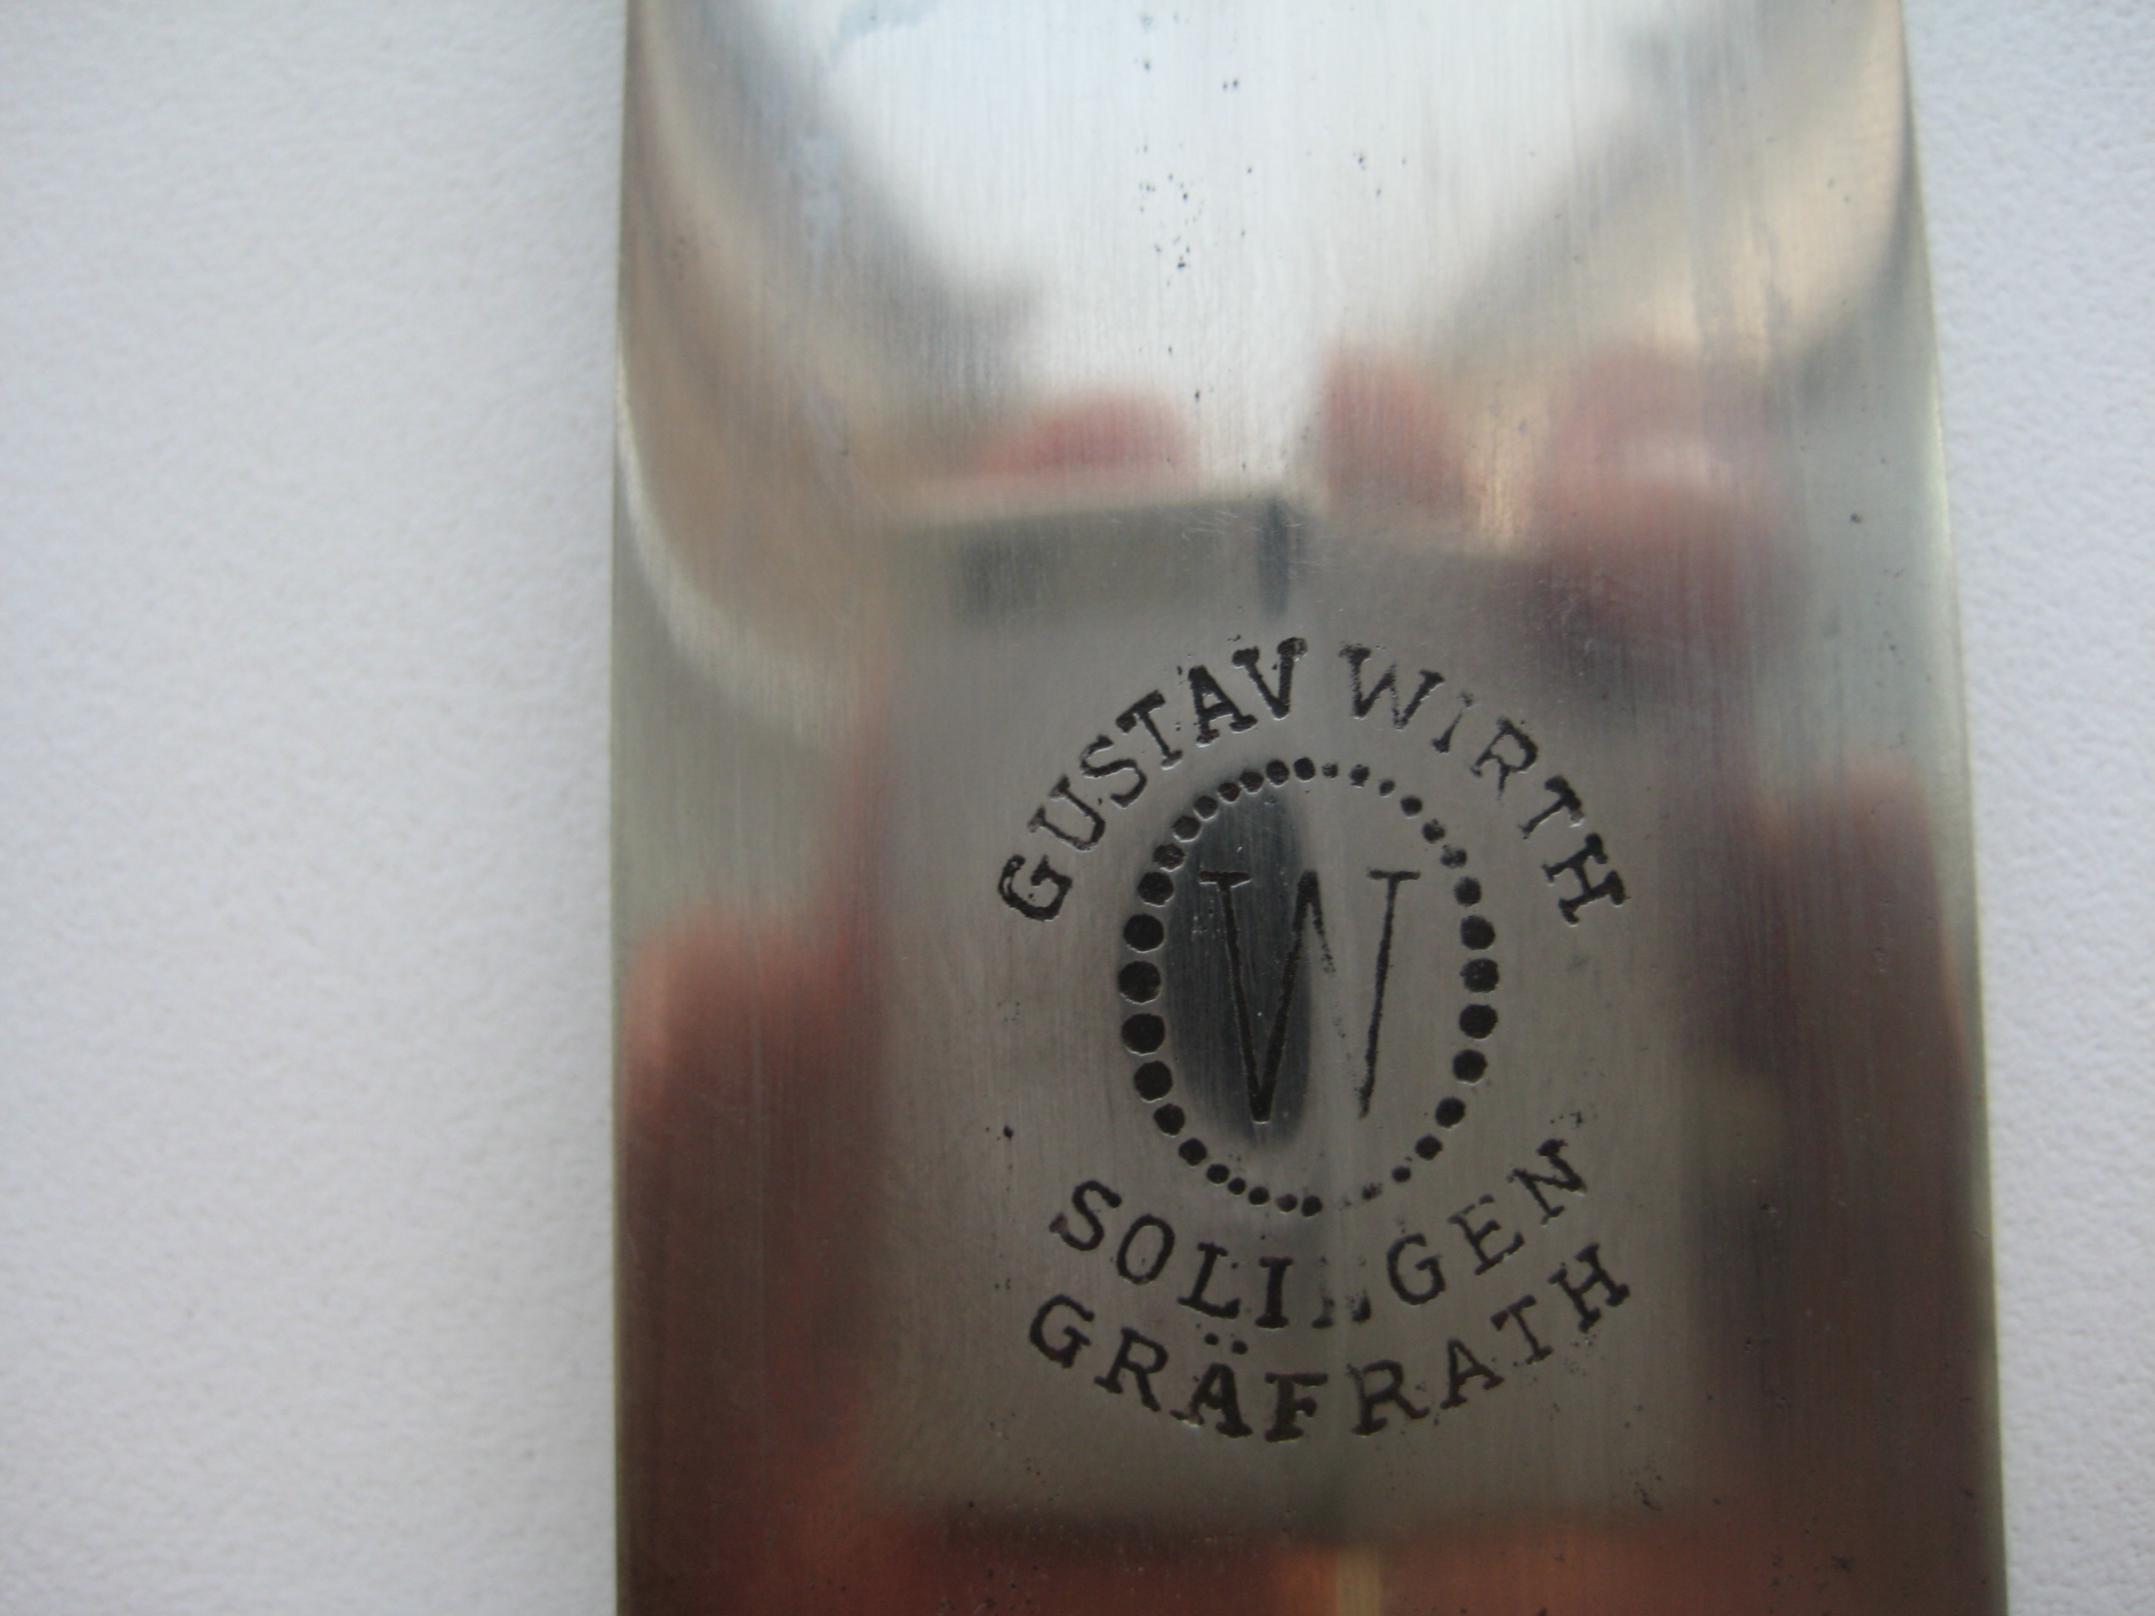 GUSTAV WIRTH
W
SOLINGEN
GRÄFRATH